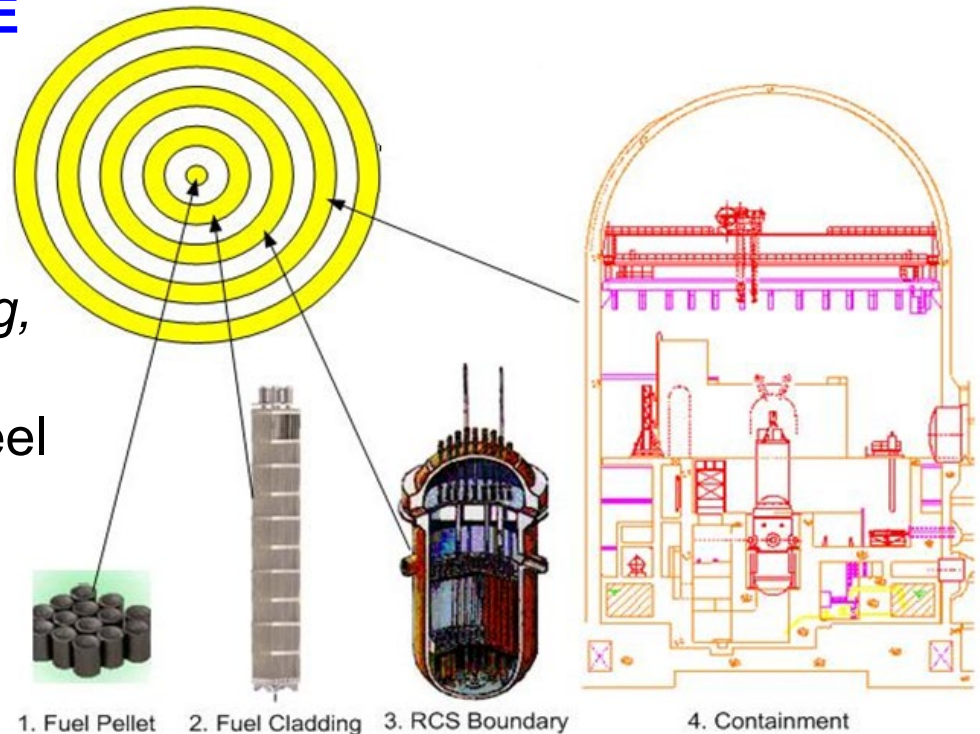 E
g,
eel
1. Fuel Pellet
2. Fuel Cladding
3. RCS Boundary
4. Containment